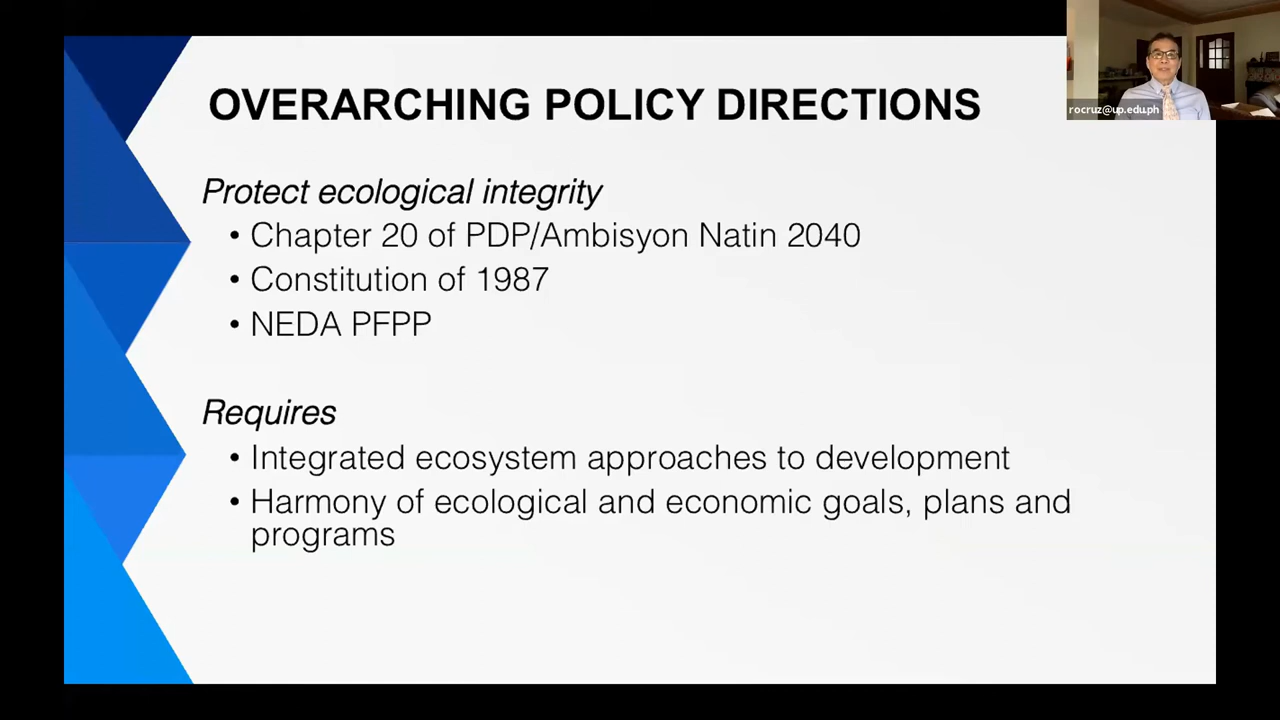 rocruz@up.edu.ph
OVERARCHING POLICY DIRECTIONS
Protect ecological integrity
• Chapter 20 of PDP/Ambisyon Natin 2040
• Constitution of 1987
• NEDA PFPP
Requires
• Integrated ecosystem approaches to development
• Harmony of ecological and economic goals, plans and
programs